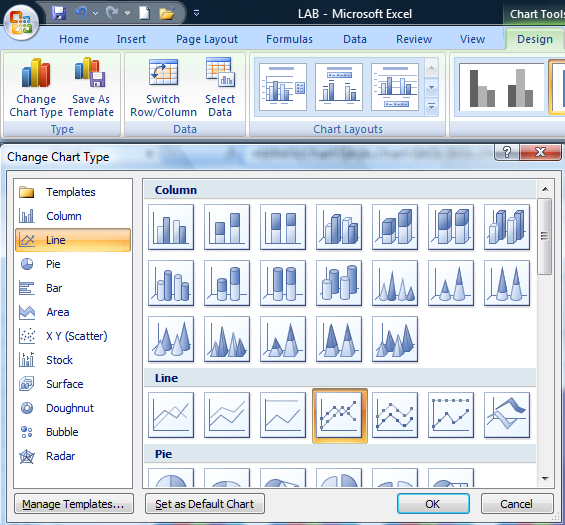 LAB - Microsoft Excel
Chart Tools
Home Insert Page Layout Formulas Data Review View Design
Change Chart Type
Save As Template
Switch Row/Column
Select Data
Type
Data
Chart Layouts
Change Chart Type
Templates
Column
Line
Pie
Bar
Area
X Y (Scatter)
Stock
Surface
Doughnut
Bubble
Radar
Column
Line
Pie
Manage Templates...
Set as Default Chart
OK
Cancel